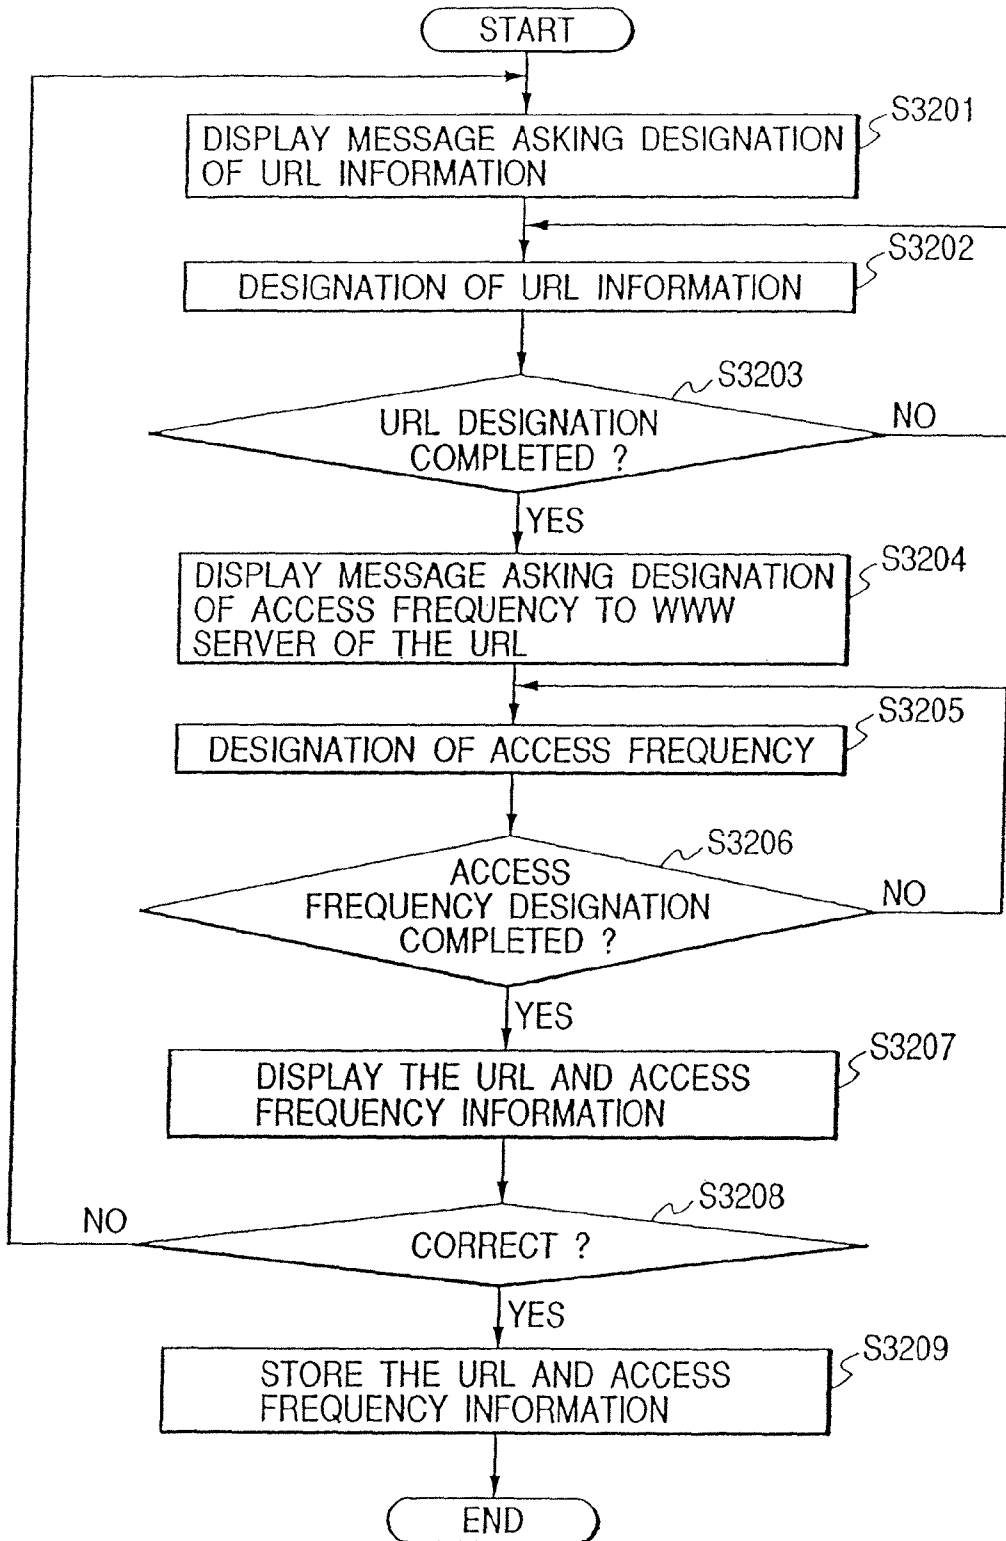 START
S3201
DISPLAY MESSAGE ASKING DESIGNATION
OF URL INFORMATION
S3202
DESIGNATION OF URL INFORMATION
S3203
URL DESIGNATION
COMPLETED ?
NO
YES
S3204
DISPLAY MESSAGE ASKING DESIGNATION
OF ACCESS FREQUENCY TO WWW
SERVER OF THE URL
S3205
DESIGNATION OF ACCESS FREQUENCY
S3206
ACCESS
FREQUENCY DESIGNATION
COMPLETED ?
NO
YES
S3207
DISPLAY THE URL AND ACCESS
FREQUENCY INFORMATION
S3208
NO
CORRECT ?
YES
S3209
STORE THE URL AND ACCESS
FREQUENCY INFORMATION
END